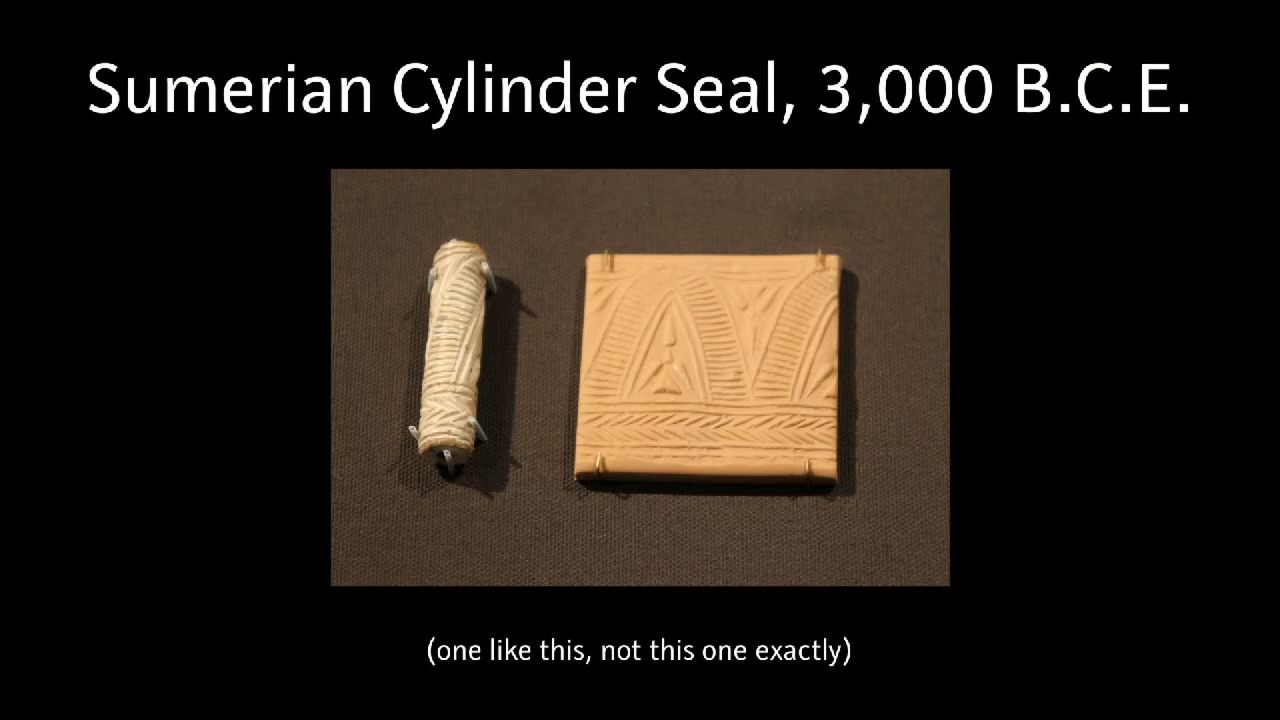 Sumerian Cylinder Seal, 3,000 B.C.E.
(one like this, not this one exactly)